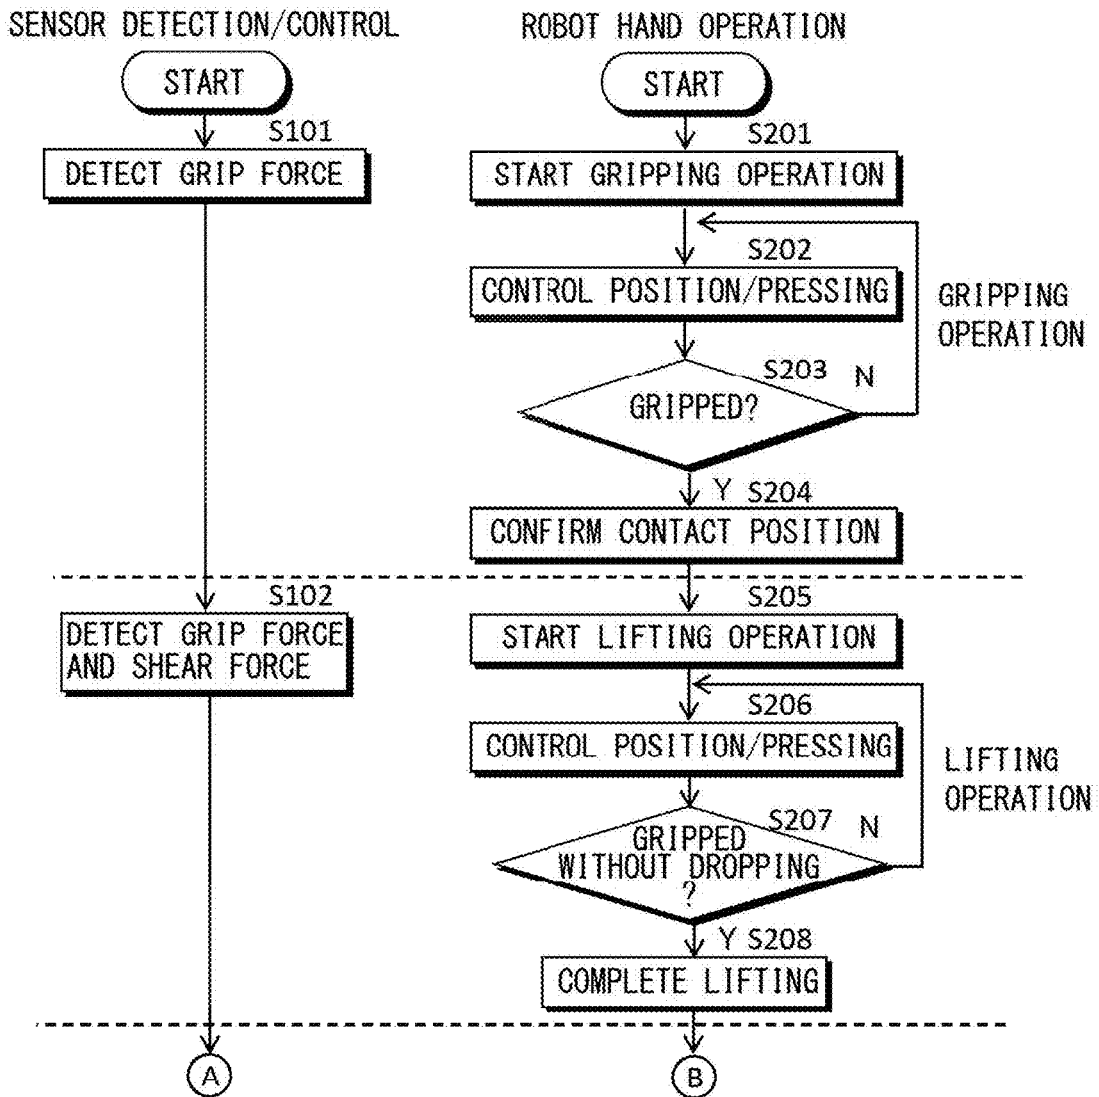 SENSOR DETECTION/CONTROL
ROBOT HAND OPERATION
START
START
S101
DETECT GRIP FORCE
S201
START GRIPPING OPERATION
S202
CONTROL POSITION/PRESSING
GRIPPING
OPERATION
S203
N
GRIPPED?
Y
S204
CONFIRM CONTACT POSITION
S102
DETECT GRIP FORCE
AND SHEAR FORCE
S205
START LIFTING OPERATION
S206
CONTROL POSITION/PRESSING
LIFTING
OPERATION
S207
N
GRIPPED
WITHOUT DROPPING
?
Y
S208
COMPLETE LIFTING
A
B